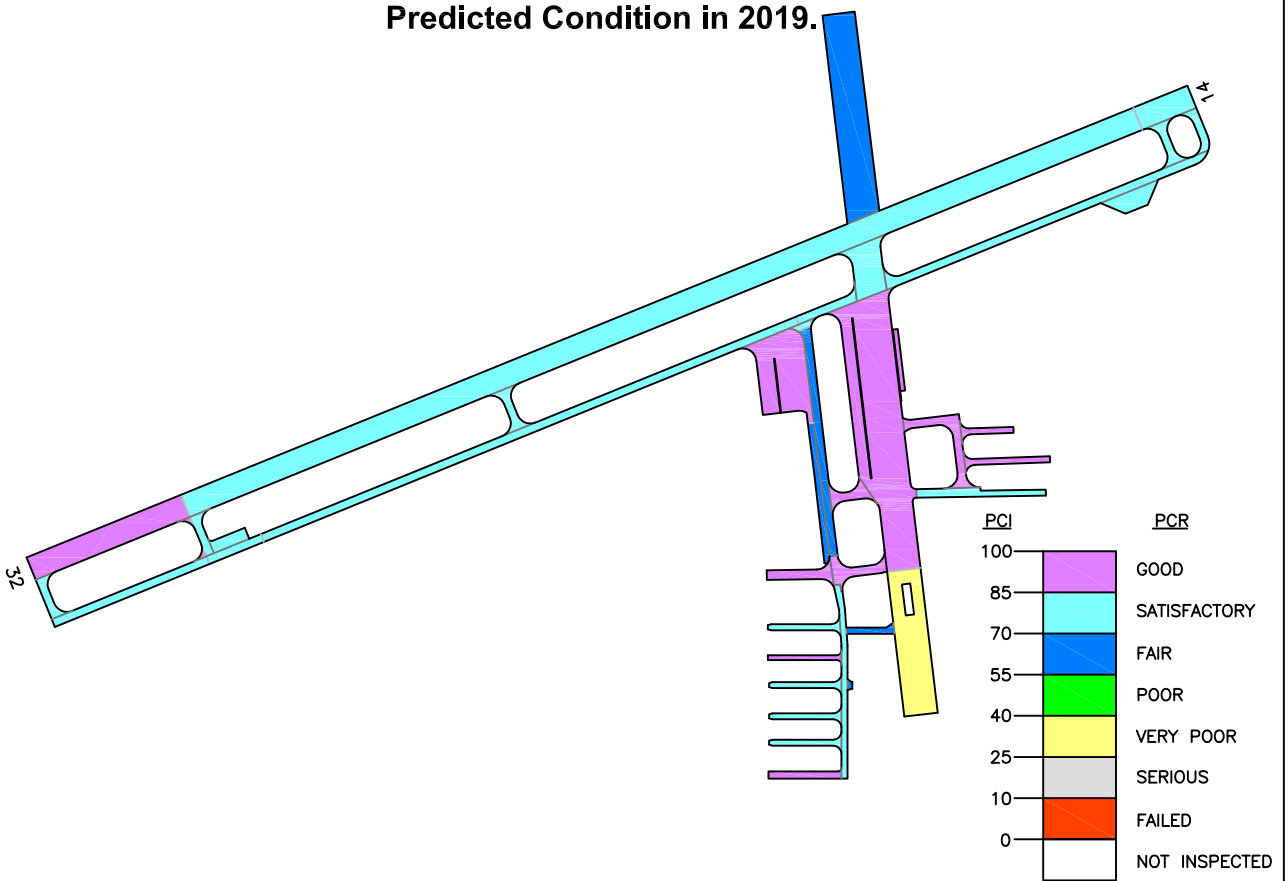 Predicted Condition in 2019.
14
32
PCI PCR
100
GOOD
85
SATISFACTORY
70
FAIR
55
POOR
40
VERY POOR
25
SERIOUS
10
FAILED
0
NOT INSPECTED